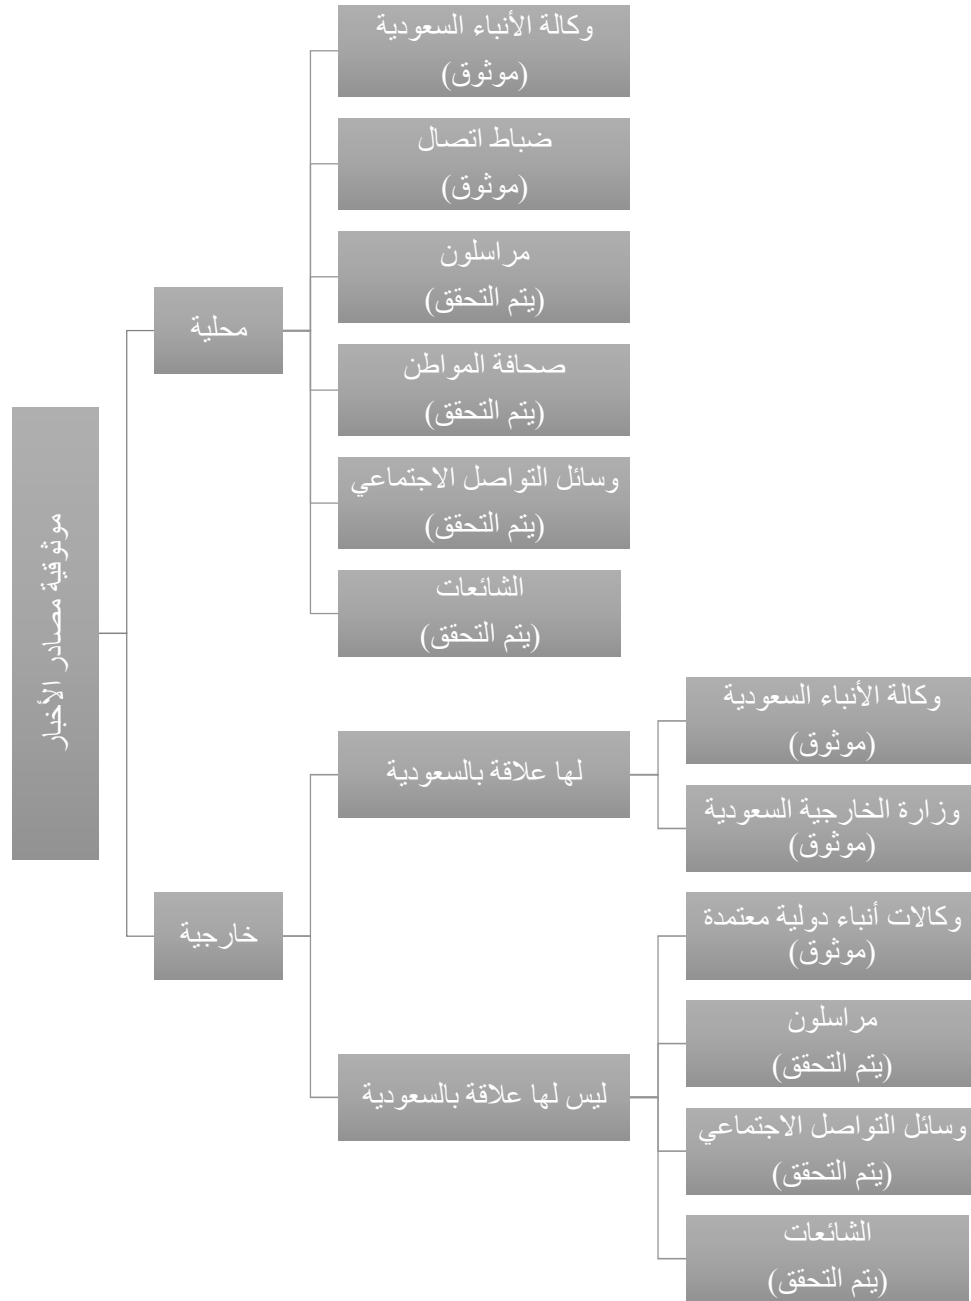 موثوقية مصادر الأخبار
محلية
وكالة الأنباء السعودية
(موثوق)
ضباط اتصال
(موثوق)
مراسلون
(يتم التحقق)
صحافة المواطن
(يتم التحقق)
وسائل التواصل الاجتماعي
(يتم التحقق)
الشائعات
(يتم التحقق)
خارجية
لها علاقة بالسعودية
وكالة الأنباء السعودية
(موثوق)
وزارة الخارجية السعودية
(موثوق)
ليس لها علاقة بالسعودية
وكالات أنباء دولية معتمدة
(موثوق)
مراسلون
(يتم التحقق)
وسائل التواصل الاجتماعي
(يتم التحقق)
الشائعات
(يتم التحقق)